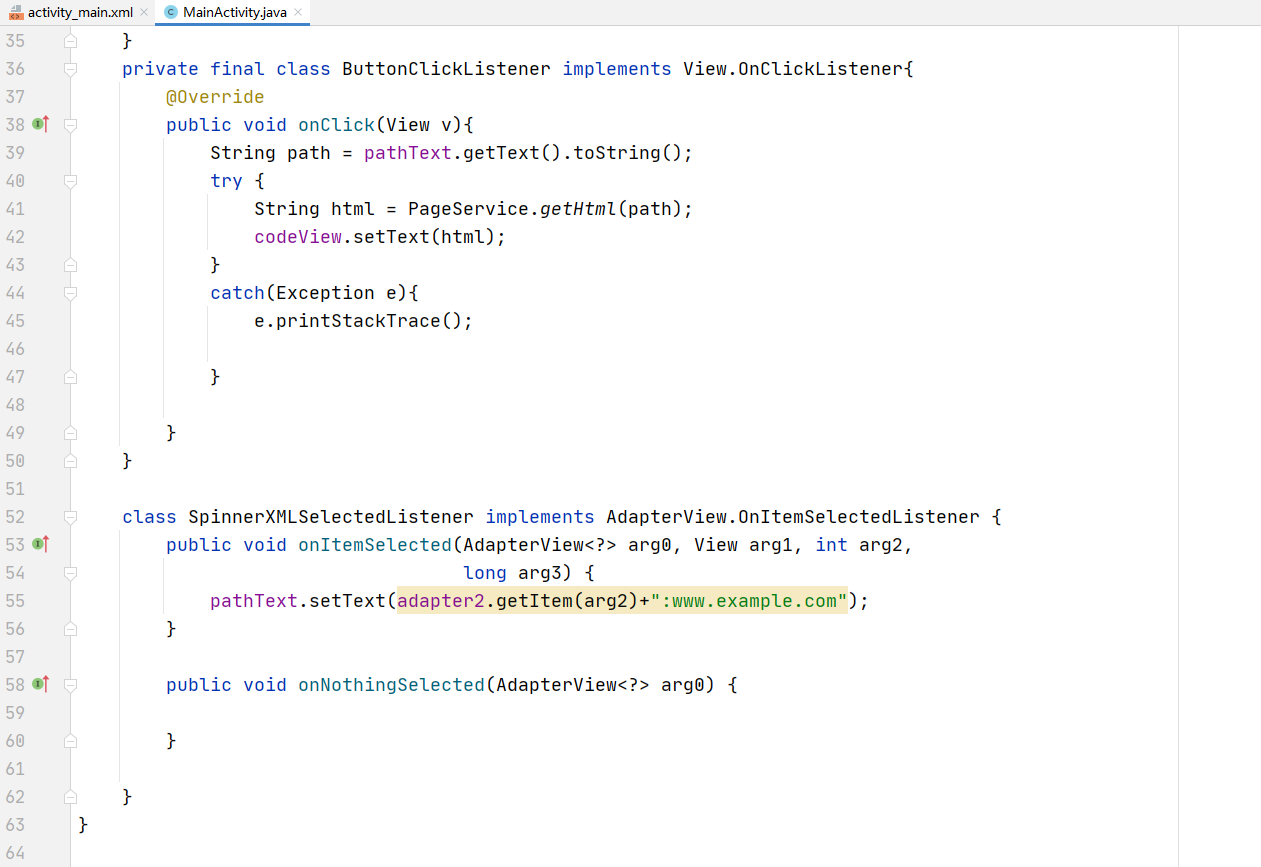 activity_main.xml MainActivity.java
35 }
36 private final class ButtonClickListener implements View.OnClickListener{
37 @Override
38 public void onClick(View v){
39 String path = pathText.getText().toString();
40 try {
41 String html = PageService.getHtml(path);
42 codeView.setText(html);
43 }
44 catch(Exception e){
45 e.printStackTrace();
46
47 }
48
49 }
50 }
51
52 class SpinnerXMLSelectedListener implements AdapterView.OnItemSelectedListener {
53 public void onItemSelected(AdapterView<?> arg0, View arg1, int arg2,
54 long arg3) {
55 pathText.setText(adapter2.getItem(arg2)+":www.example.com");
56 }
57
58 public void onNothingSelected(AdapterView<?> arg0) {
59
60 }
61
62 }
63 }
64